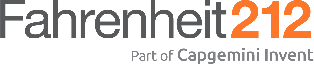 Fahrenheit212
Part of Capgemini Invent